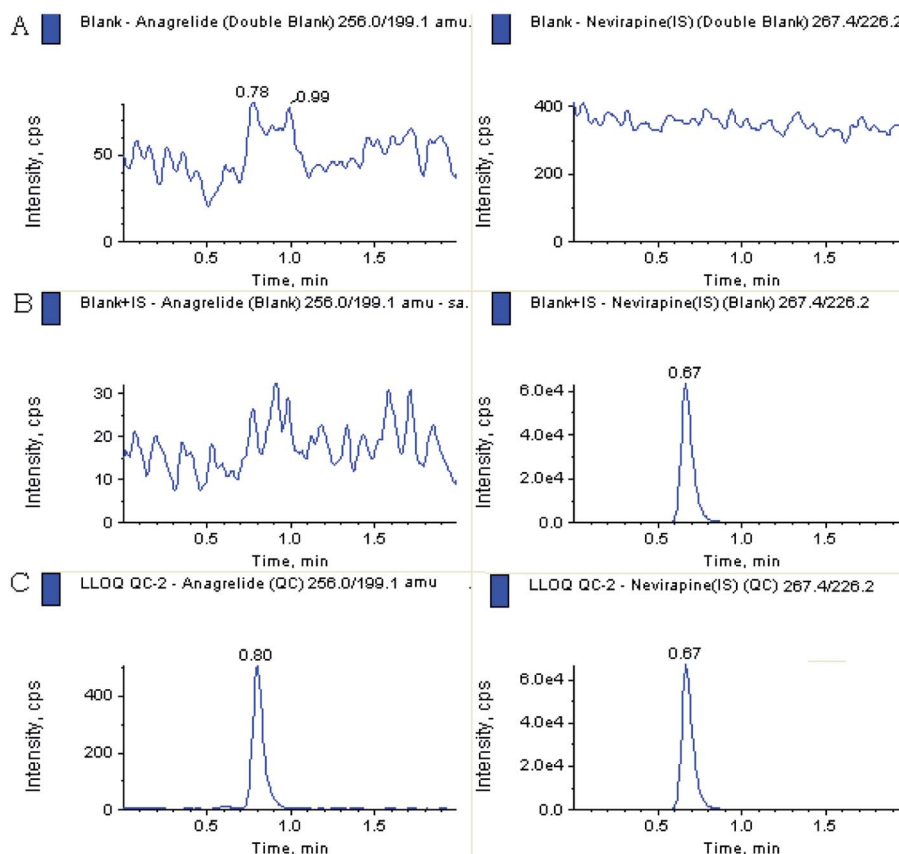 A Blank - Anagrelide (Double Blank) 256.0/199.1 amu.
Blank - Nevirapine(IS) (Double Blank) 267.4/226.2
Intensity, cps
0.78
0.99
50
0
0.5 1.0 1.5
Time, min
Intensity, cps
400
200
0
0.5 1.0 1.5
Time, min
B Blank+IS - Anagrelide (Blank) 256.0/199.1 amu - sa.
Blank+IS - Nevirapine(IS) (Blank) 267.4/226.2
Intensity, cps
30
20
10
0
0.5 1.0 1.5
Time, min
Intensity, cps
0.67
6.0e4
4.0e4
2.0e4
0.0
0.5 1.0 1.5
Time, min
C LLOQ QC-2 - Anagrelide (QC) 256.0/199.1 amu .
LLOQ QC-2 - Nevirapine(IS) (QC) 267.4/226.2
Intensity, cps
0.80
400
200
0
0.5 1.0 1.5
Time, min
Intensity, cps
0.67
6.0e4
4.0e4
2.0e4
0.0
0.5 1.0 1.5
Time, min